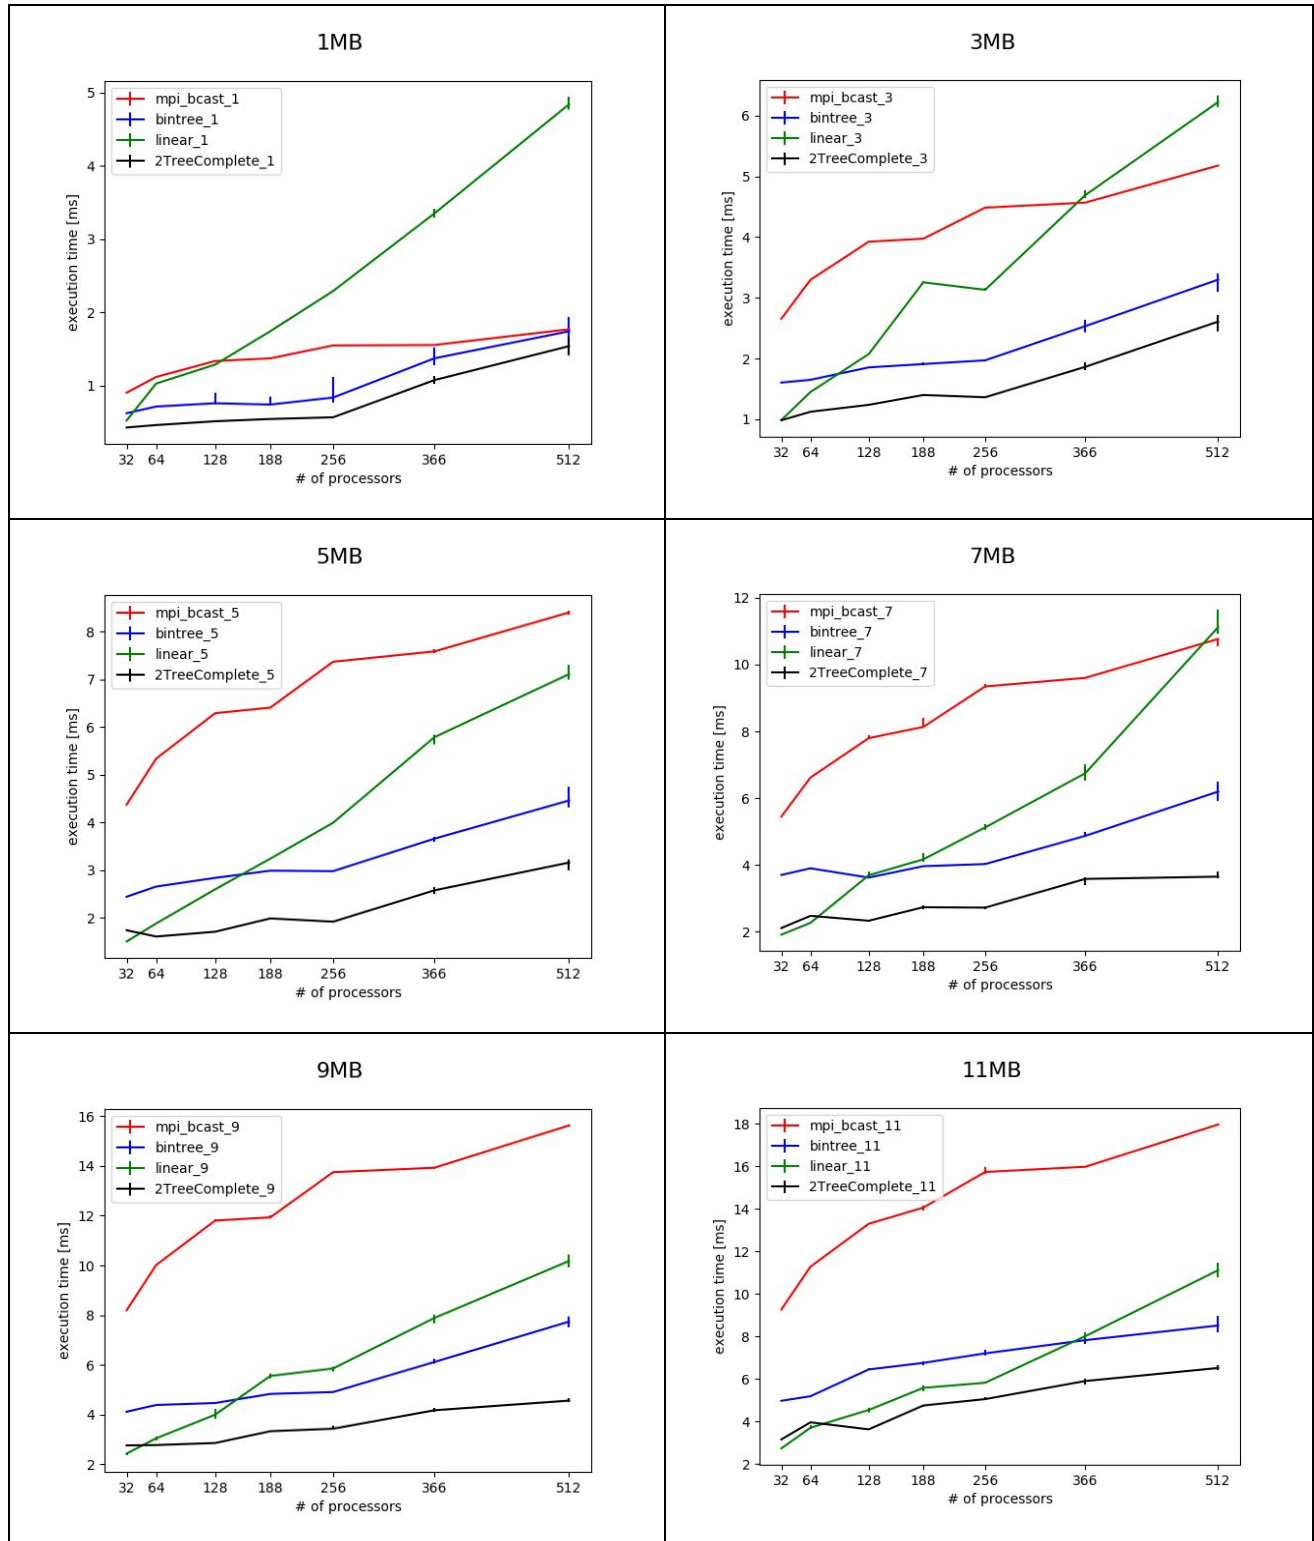 1MB
mpi_bcast_1
bintree_1
linear_1
2TreeComplete_1
execution time [ms]
5
4
3
2
1
32 64 128 188 256 366 512
# of processors
3MB
mpi_bcast_3
bintree_3
linear_3
2TreeComplete_3
execution time [ms]
6
5
4
3
2
1
32 64 128 188 256 366 512
# of processors
5MB
mpi_bcast_5
bintree_5
linear_5
2TreeComplete_5
execution time [ms]
8
7
6
5
4
3
2
32 64 128 188 256 366 512
# of processors
7MB
mpi_bcast_7
bintree_7
linear_7
2TreeComplete_7
execution time [ms]
12
10
8
6
4
2
32 64 128 188 256 366 512
# of processors
9MB
mpi_bcast_9
bintree_9
linear_9
2TreeComplete_9
execution time [ms]
16
14
12
10
8
6
4
2
32 64 128 188 256 366 512
# of processors
11MB
mpi_bcast_11
bintree_11
linear_11
2TreeComplete_11
execution time [ms]
18
16
14
12
10
8
6
4
2
32 64 128 188 256 366 512
# of processors